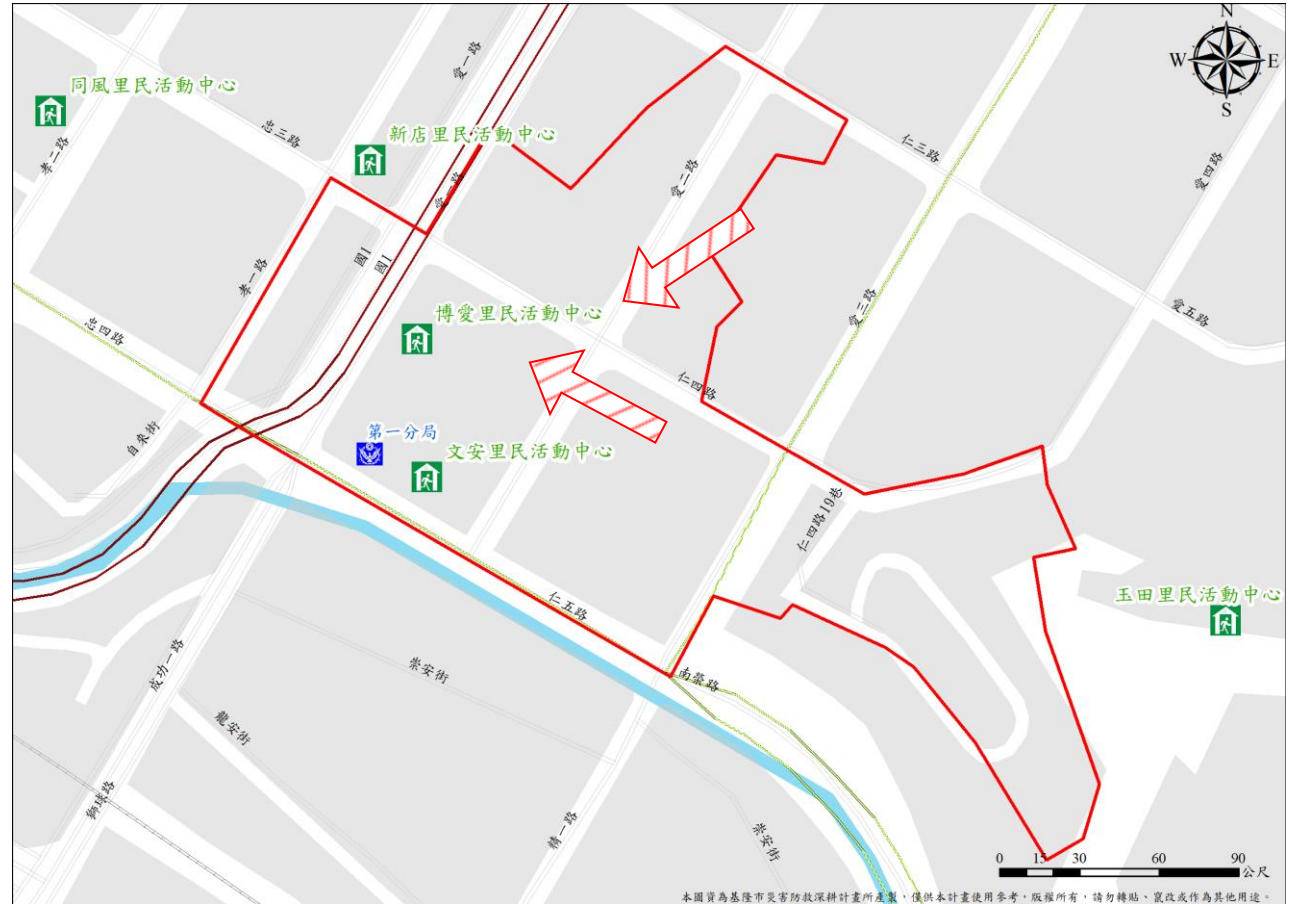 N
W
E
S
同風里民活動中心
愛一路
忠三路
新店里民活動中心
孝二路
仁三路
愛四路
愛二路
愛一路
國1
國1
孝一路
愛三路
愛五路
博愛里民活動中心
忠四路
仁四路
自來街
第一分局
文安里民活動中心
仁四路19巷
仁五路
玉田里民活動中心
崇安街
南榮路
成功一路
龍安街
獅球路
精一路
崇安街
0 15 30 60 90
公尺
本圖資為基隆市災害防救深耕計畫所產製，僅供本計畫使用參考，版權所有，請勿轉貼、竄改或作為其他用途。